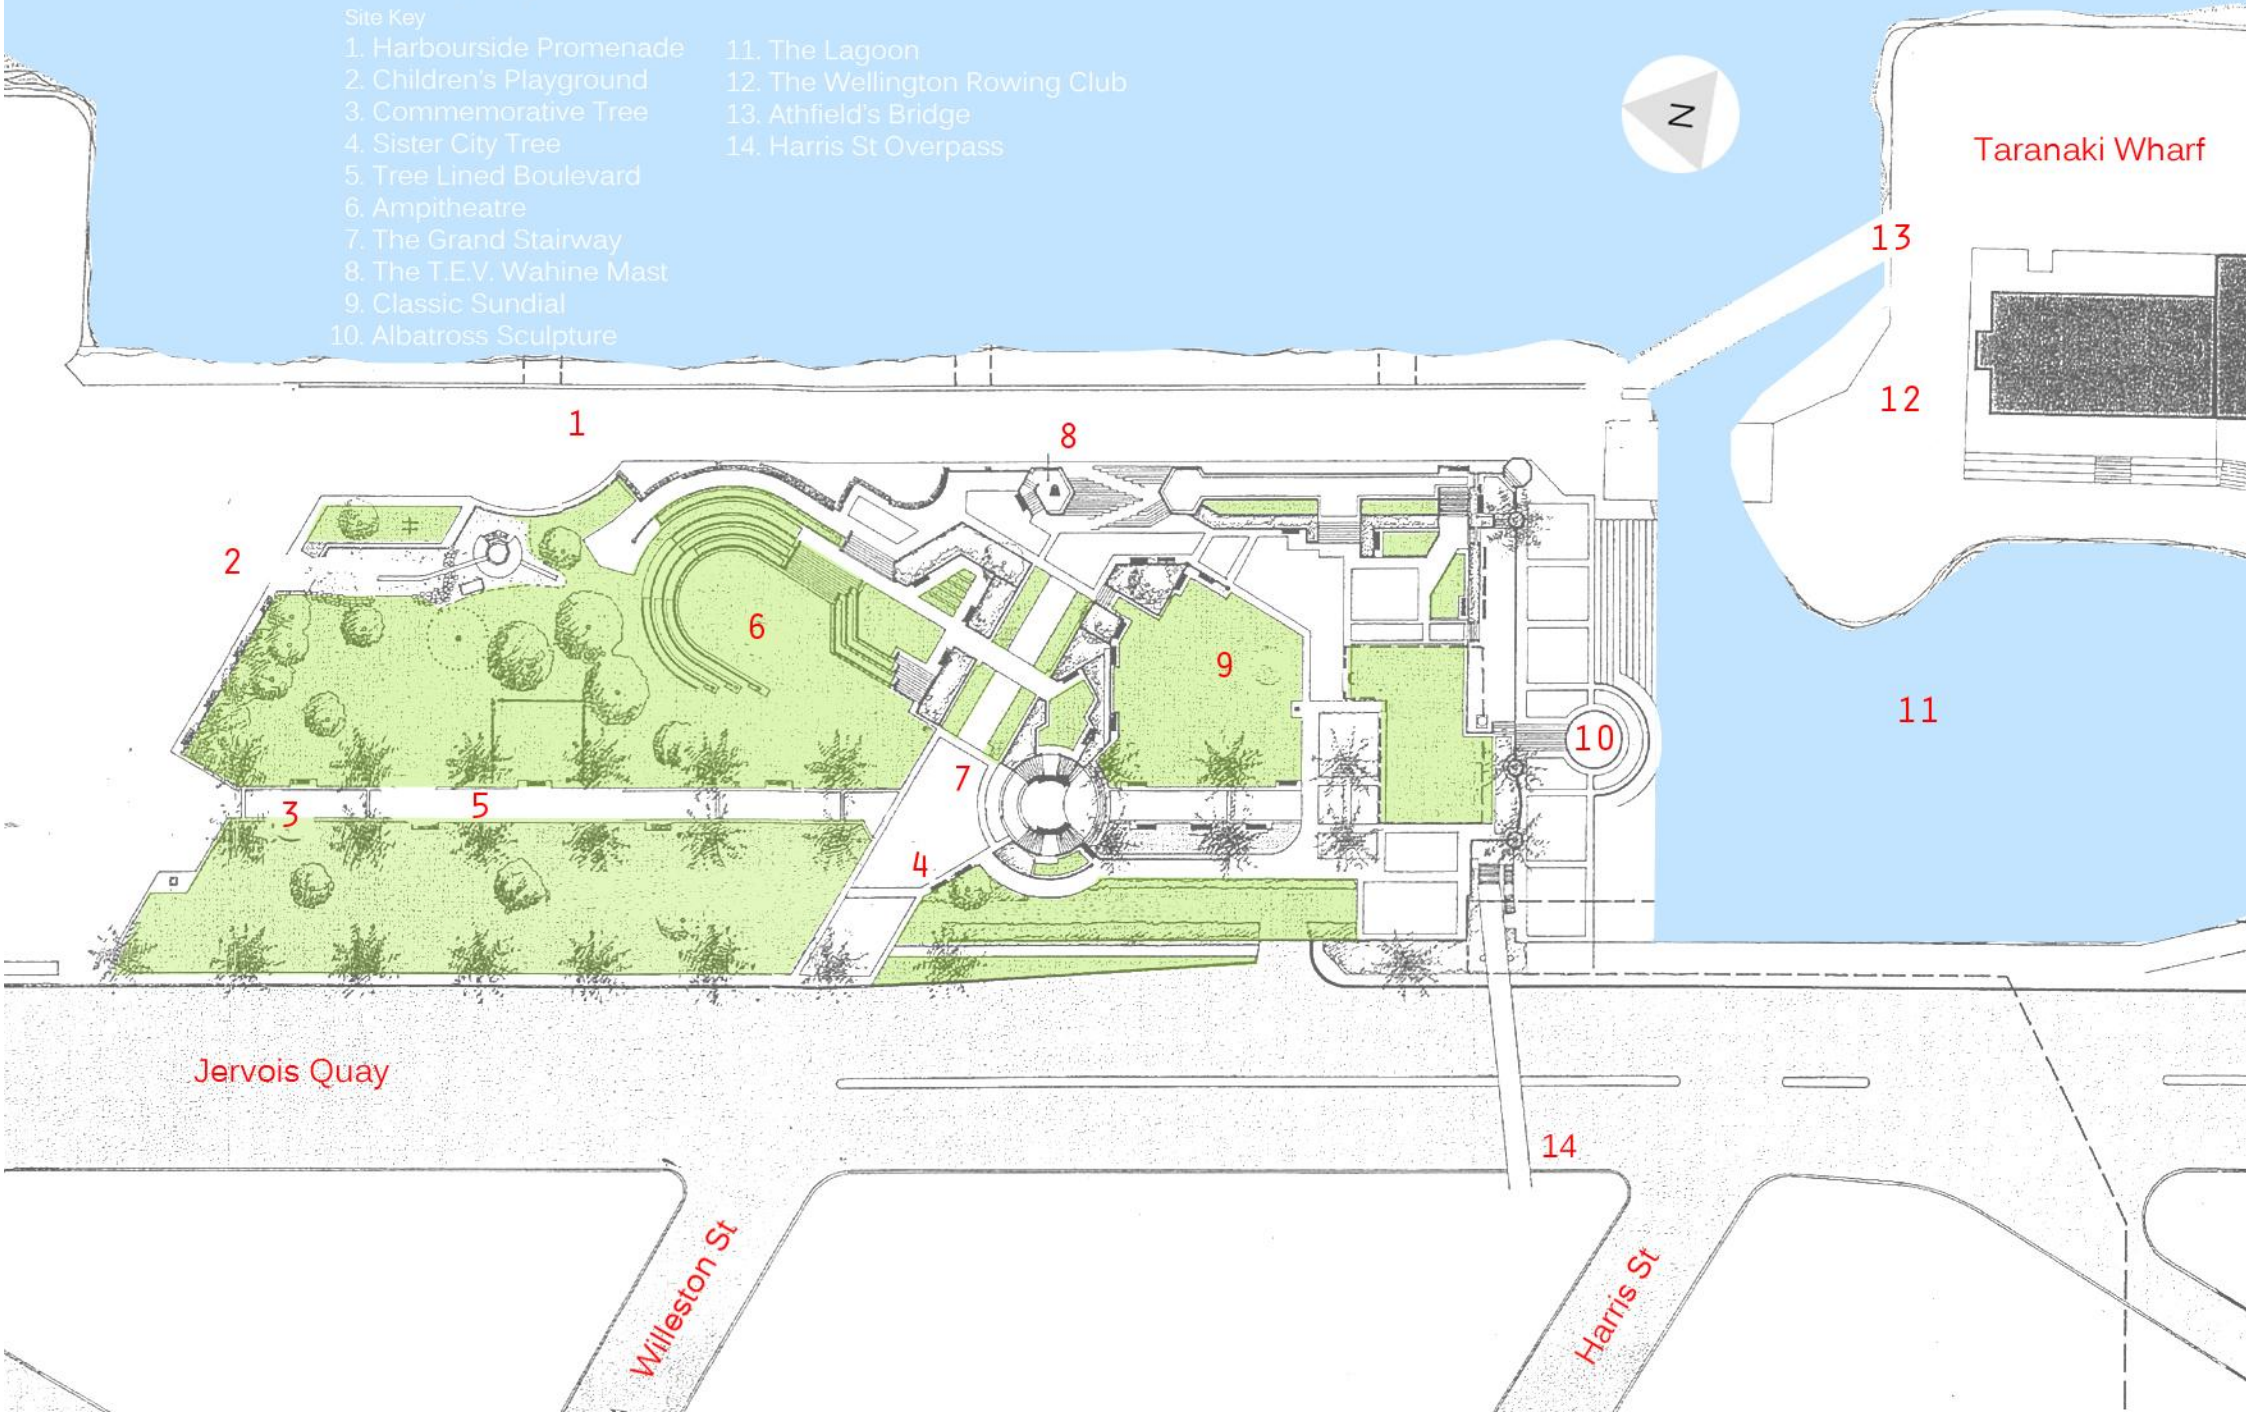 Site Key
1. Harbourside Promenade
2. Children's Playground
3. Commemorative Tree
4. Sister City Tree
5. Tree Lined Boulevard
6. Ampitheatre
7. The Grand Stairway
8. The T.E.V. Wahine Mast
9. Classic Sundial
10. Albatross Sculpture
11. The Lagoon
12. The Wellington Rowing Club
13. Athfield's Bridge
14. Harris St Overpass
N
Taranaki Wharf
13
12
1
8
2
6
9
11
10
7
5
3
4
Jervois Quay
14
Willeston St
Harris St